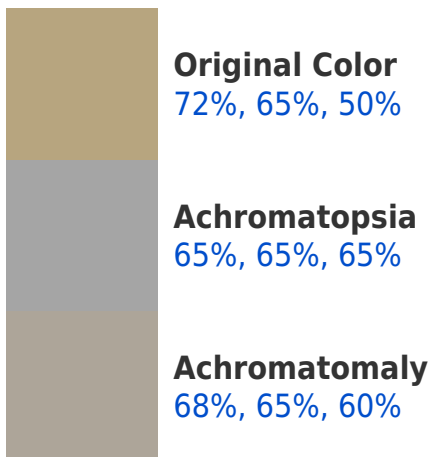 Original Color
72%, 65%, 50%
Achromatopsia
65%, 65%, 65%
Achromatomaly
68%, 65%, 60%